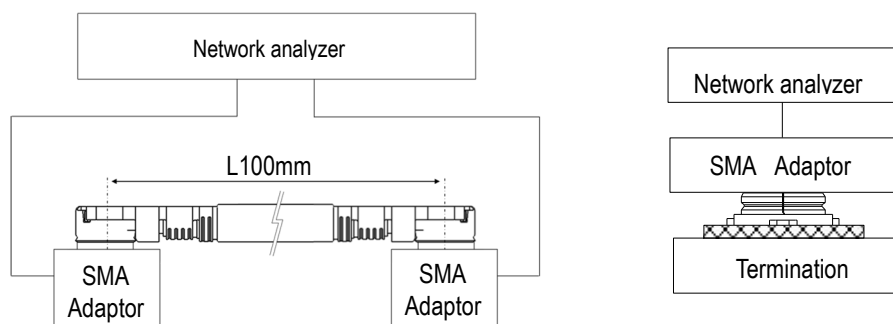 Network analyzer
L100mm
SMA
Adaptor
SMA
Adaptor
Network analyzer
SMA Adaptor
Termination